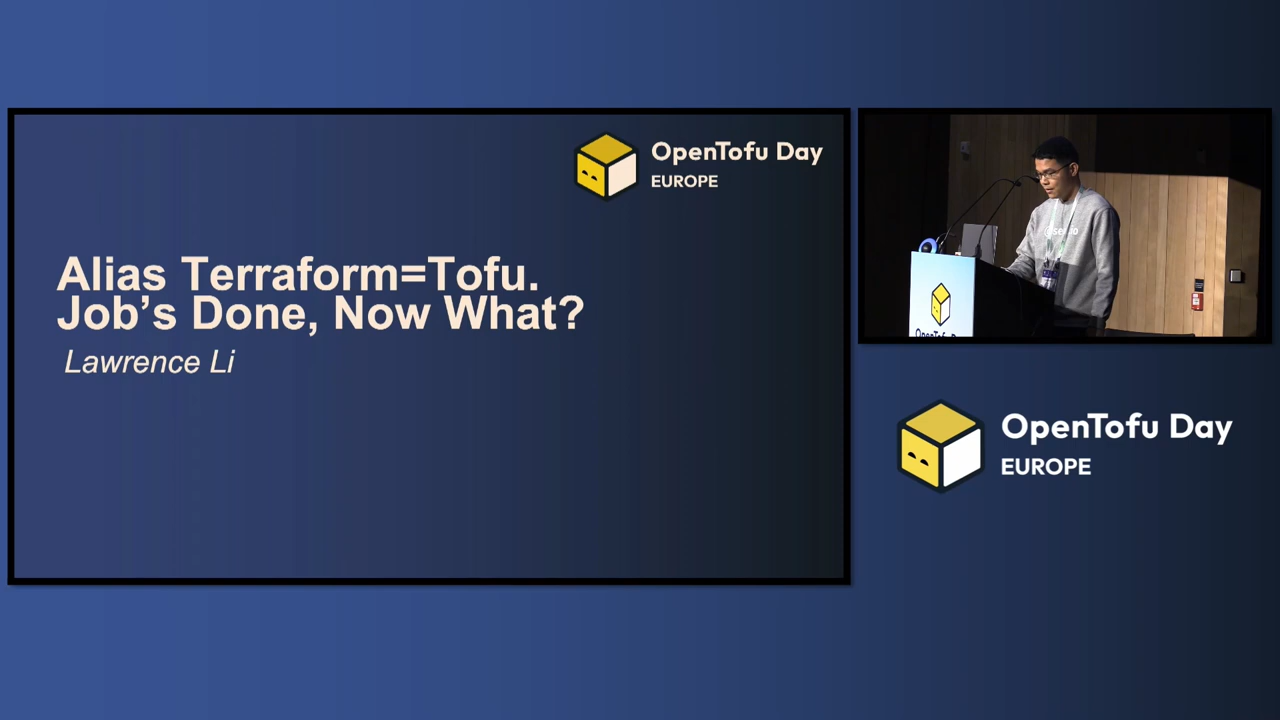 OpenTofu Day
EUROPE
Alias Terraform=Tofu.
Job’s Done, Now What?
Lawrence Li
OpenTofu Day
EUROPE